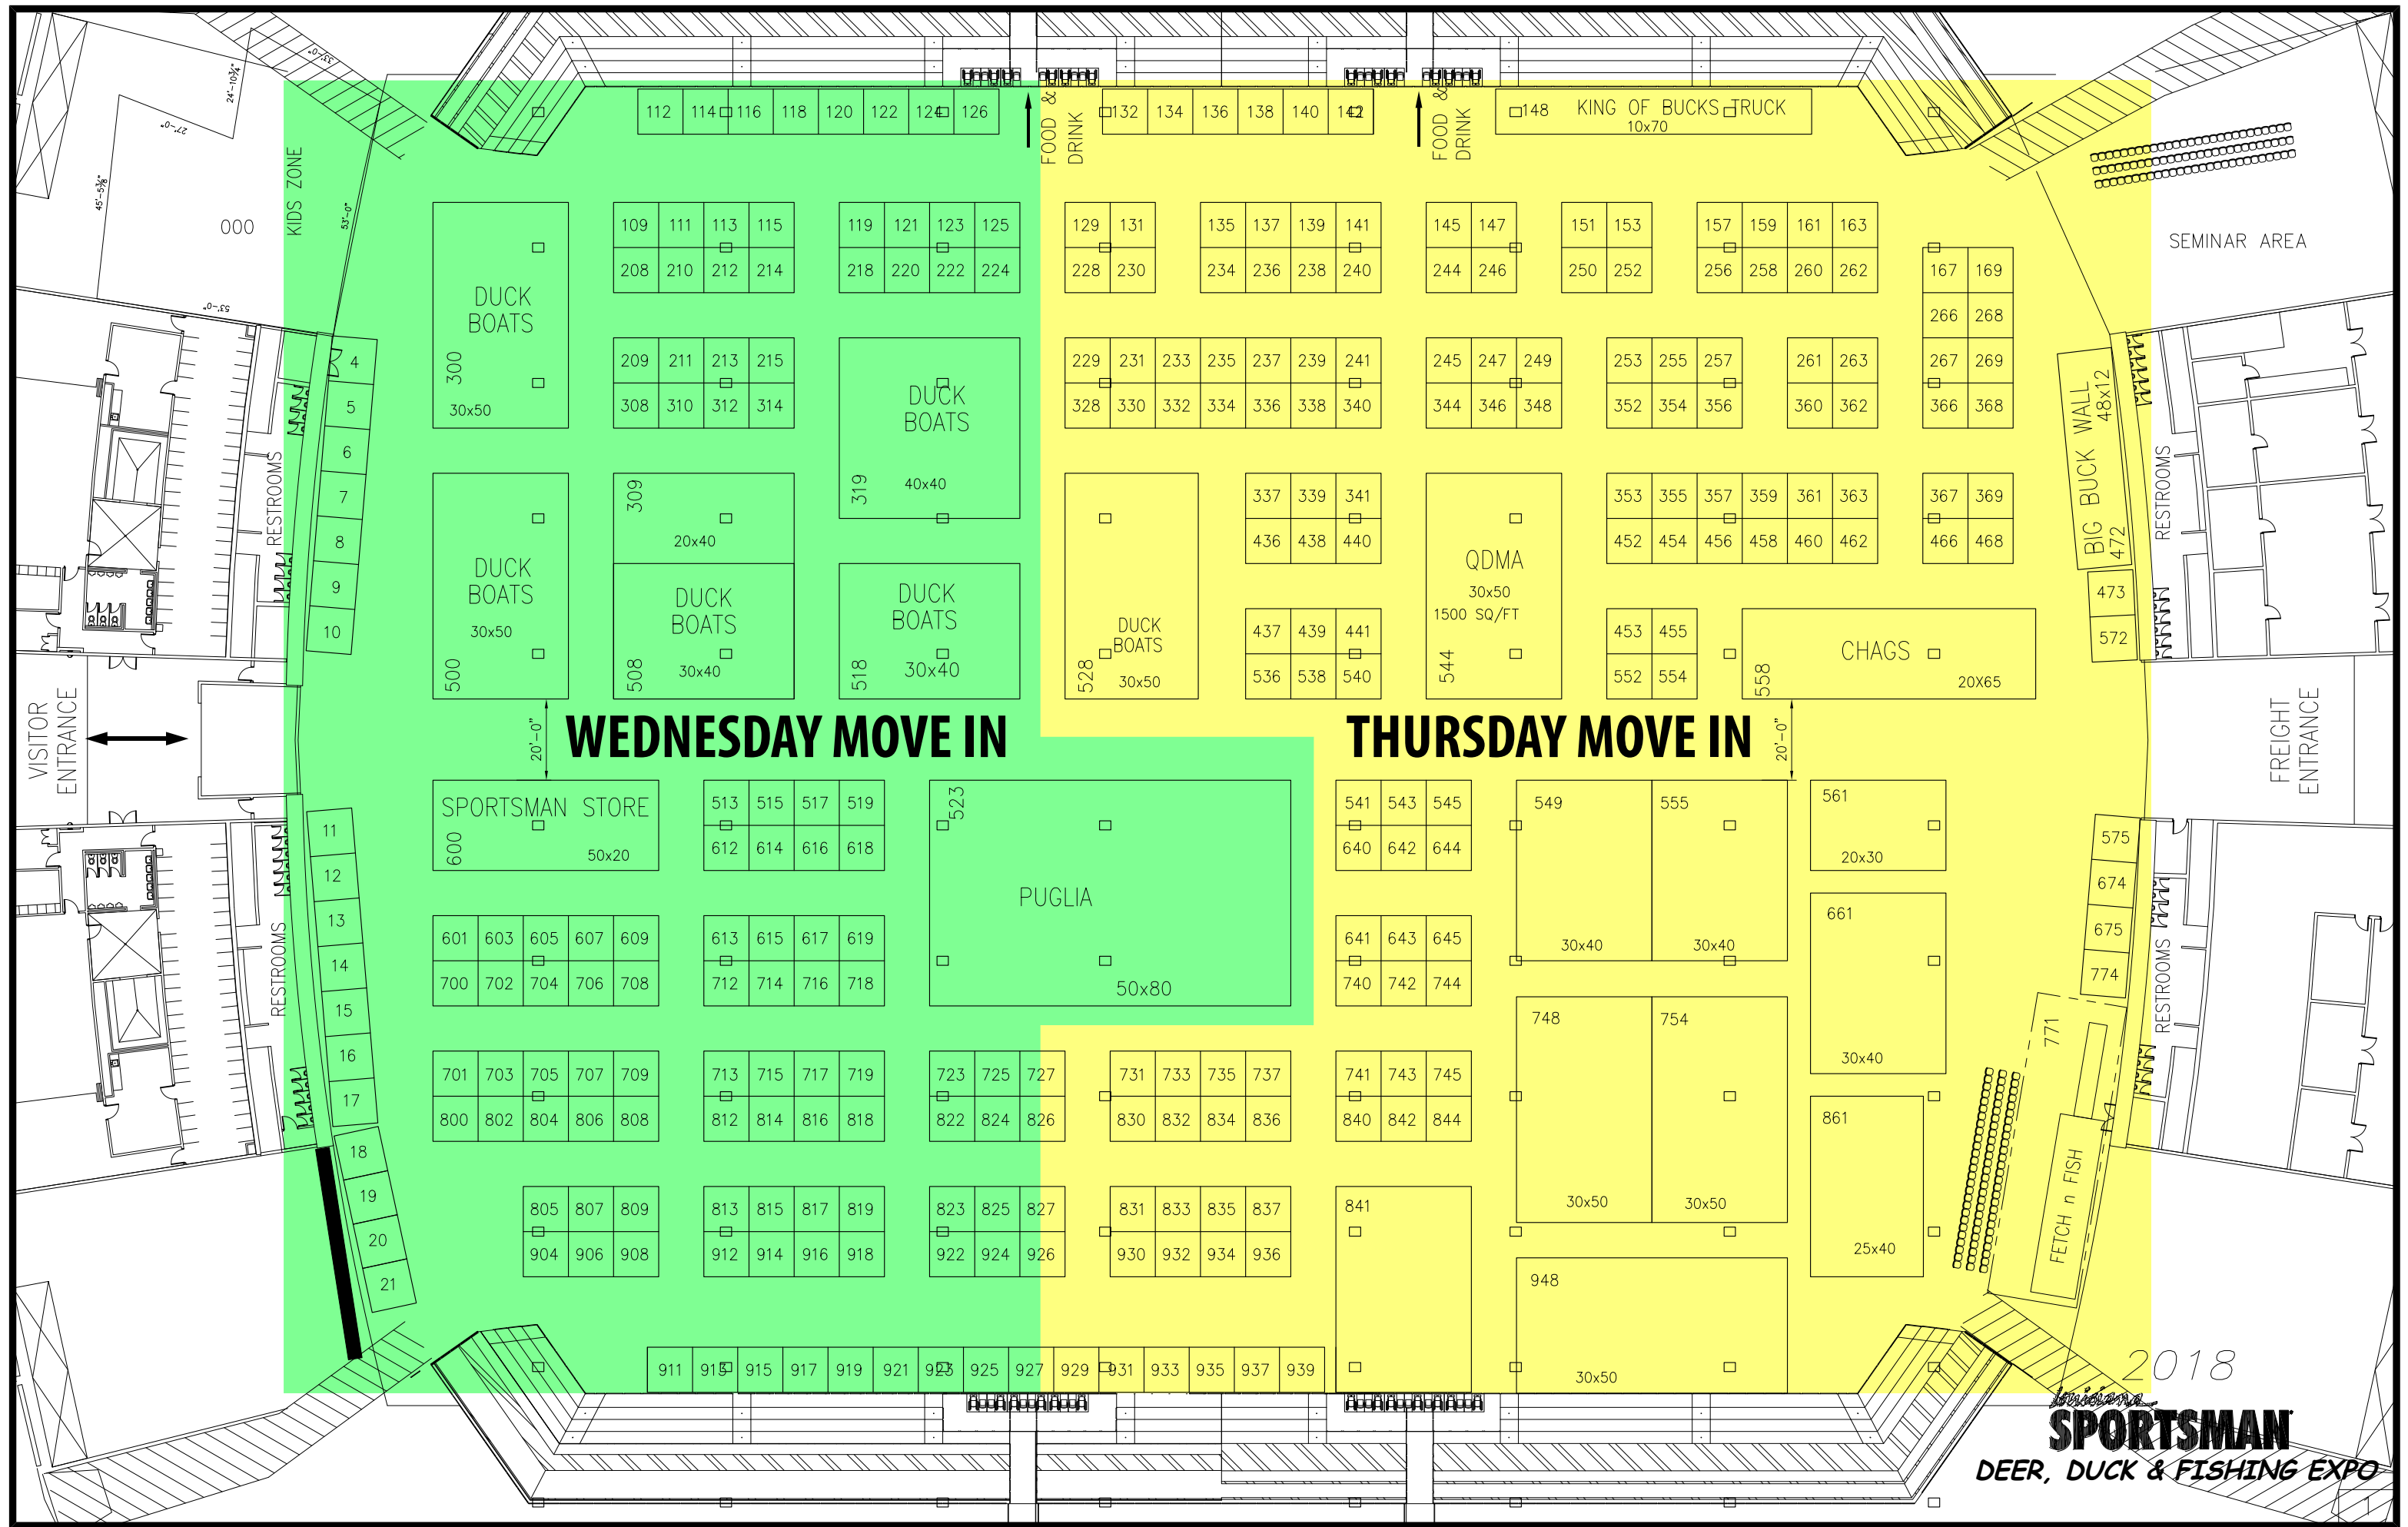 112 114 116 118 120 122 124 126
FOOD &
DRINK
132 134 136 138 140 142
FOOD &
DRINK
148 KING OF BUCKS TRUCK
10x70
33'-0"
24'-10¾"
27'-0"
45'-5⅜"
53'-0"
53'-0"
000
KIDS ZONE
SEMINAR AREA
109 111 113 115
208 210 212 214
119 121 123 125
218 220 222 224
129 131
228 230
135 137 139 141
234 236 238 240
145 147
244 246
151 153
250 252
157 159 161 163
256 258 260 262
167 169
266 268
267 269
366 368
DUCK
BOATS
300
30x50
209 211 213 215
308 310 312 314
DUCK
BOATS
319
40x40
229 231 233 235 237 239 241
328 330 332 334 336 338 340
245 247 249
344 346 348
253 255 257
352 354 356
261 263
360 362
BIG BUCK WALL
48x12
472
473
572
4
5
6
7
8
9
10
RESTROOMS
RESTROOMS
DUCK
BOATS
30x50
500
309
20x40
DUCK
BOATS
508
30x40
DUCK
BOATS
518
30x40
DUCK
BOATS
528
30x50
337 339 341
436 438 440
437 439 441
536 538 540
QDMA
30x50
1500 SQ/FT
544
353 355 357 359 361 363
452 454 456 458 460 462
367 369
466 468
453 455
552 554
CHAGS
558
20X65
VISITOR
ENTRANCE
20'-0"
WEDNESDAY MOVE IN
THURSDAY MOVE IN
20'-0"
FREIGHT
ENTRANCE
SPORTSMAN STORE
600
50x20
513 515 517 519
612 614 616 618
523
PUGLIA
50x80
541 543 545
640 642 644
549
30x40
555
30x40
561
20x30
661
30x40
575
674
675
774
11
12
13
14
15
16
17
18
19
20
21
RESTROOMS
RESTROOMS
601 603 605 607 609
700 702 704 706 708
613 615 617 619
712 714 716 718
641 643 645
740 742 744
701 703 705 707 709
800 802 804 806 808
713 715 717 719
812 814 816 818
723 725 727
822 824 826
731 733 735 737
830 832 834 836
741 743 745
840 842 844
748
30x50
754
30x50
861
25x40
771
FETCH n FISH
805 807 809
904 906 908
813 815 817 819
912 914 916 918
823 825 827
922 924 926
831 833 835 837
930 932 934 936
841
948
30x50
911 913 915 917 919 921 923 925 927 929 931 933 935 937 939
2018
Louisiana
SPORTSMAN
DEER, DUCK & FISHING EXPO
1